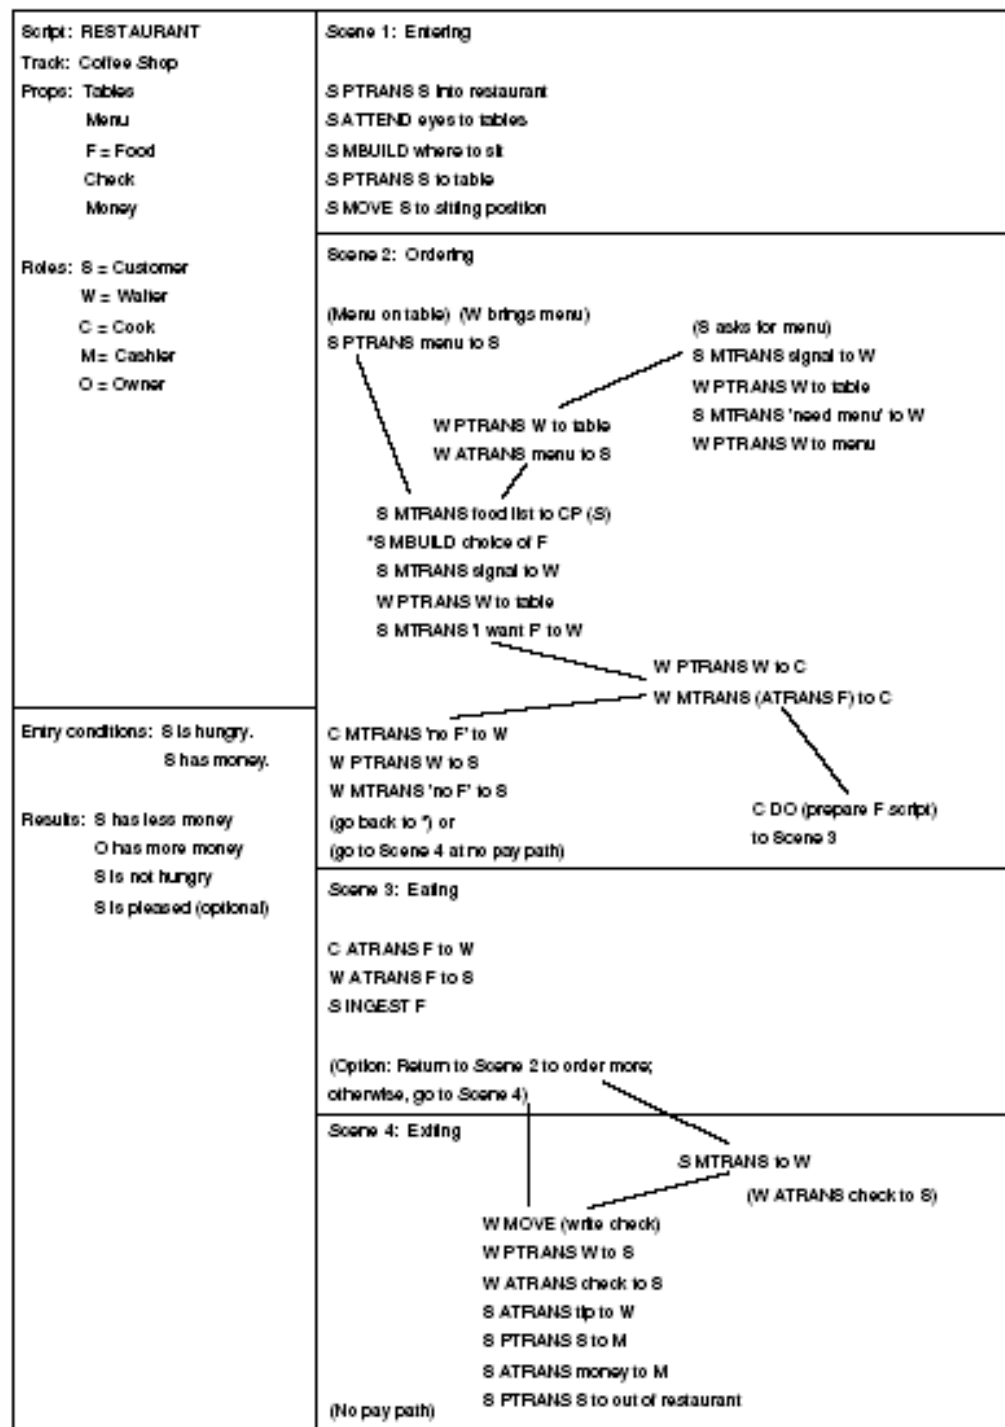 Script: RESTAURANT
Track: Coffee Shop
Props: Tables
Menu
F = Food
Check
Money
Roles: S = Customer
W = Waiter
C = Cook
M = Cashier
O = Owner
Entry conditions: S is hungry.
S has money.
Results: S has less money
O has more money
S is not hungry
S is pleased (optional)
Scene 1: Entering
S PTRANS S into restaurant
S ATTEND eyes to tables
S MBUILD where to sit
S PTRANS S to table
S MOVE S to sitting position
Scene 2: Ordering
(Menu on table) (W brings menu)
(S asks for menu)
S PTRANS menu to S
S MTRANS signal to W
W PTRANS W to table
S MTRANS 'need menu' to W
W PTRANS W to menu
W PTRANS W to table
W ATRANS menu to S
S MTRANS food list to CP (S)
*S MBUILD choice of F
S MTRANS signal to W
W PTRANS W to table
S MTRANS 'I want F' to W
W PTRANS W to C
W MTRANS (ATRANS F) to C
C MTRANS 'no F' to W
W PTRANS W to S
W MTRANS 'no F' to S
(go back to *) or
(go to Scene 4 at no pay path)
C DO (prepare F script)
to Scene 3
Scene 3: Eating
C ATRANS F to W
W ATRANS F to S
S INGEST F
(Option: Return to Scene 2 to order more;
otherwise, go to Scene 4)
Scene 4: Exiting
S MTRANS to W
(W ATRANS check to S)
W MOVE (write check)
W PTRANS W to S
W ATRANS check to S
S ATRANS tip to W
S PTRANS S to M
S ATRANS money to M
(No pay path) S PTRANS S to out of restaurant